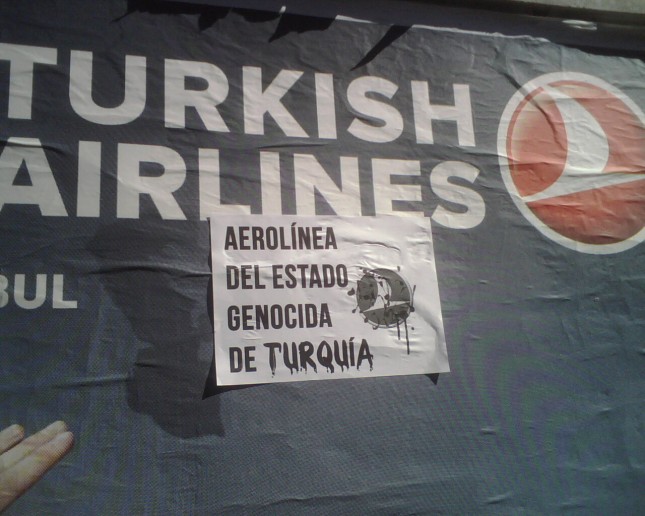 TURKISH
AIRLINES
BUL
AEROLÍNEA
DEL ESTADO
GENOCIDA
DE TURQUÍA